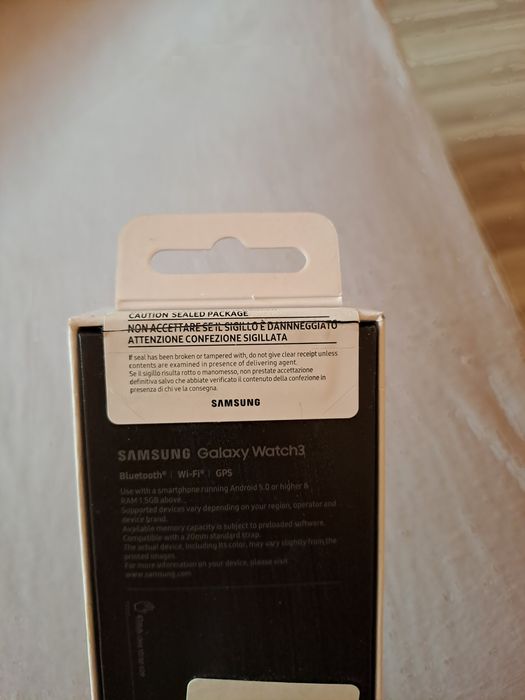 CAUTION SEALED PACKAGE
NON ACCETTARE SE IL SIGILLO È DANNNEGGIATO
ATTENZIONE CONFEZIONE SIGILLATA
If seal has been broken or tampered with, do not give clear receipt unless
contents are examined in presence of delivering agent.
Se il sigillo risulta rotto o manomesso, non prestate accettazione
definitiva salvo che abbiate verificato il contenuto della confezione in
presenza di chi ve la consegna.
SAMSUNG
SAMSUNG Galaxy Watch3
Bluetooth® | Wi-Fi® | GPS
Use with a smartphone running Android 5.0 or higher &
RAM 1.5GB above.
Supported devices vary depending on your region, operator and
device brand.
Available memory capacity is subject to preloaded software.
Compatible with a 20mm standard strap.
The actual device, including its color, may vary slightly from the
printed images.
For more information on your device, please visit
www.samsung.com